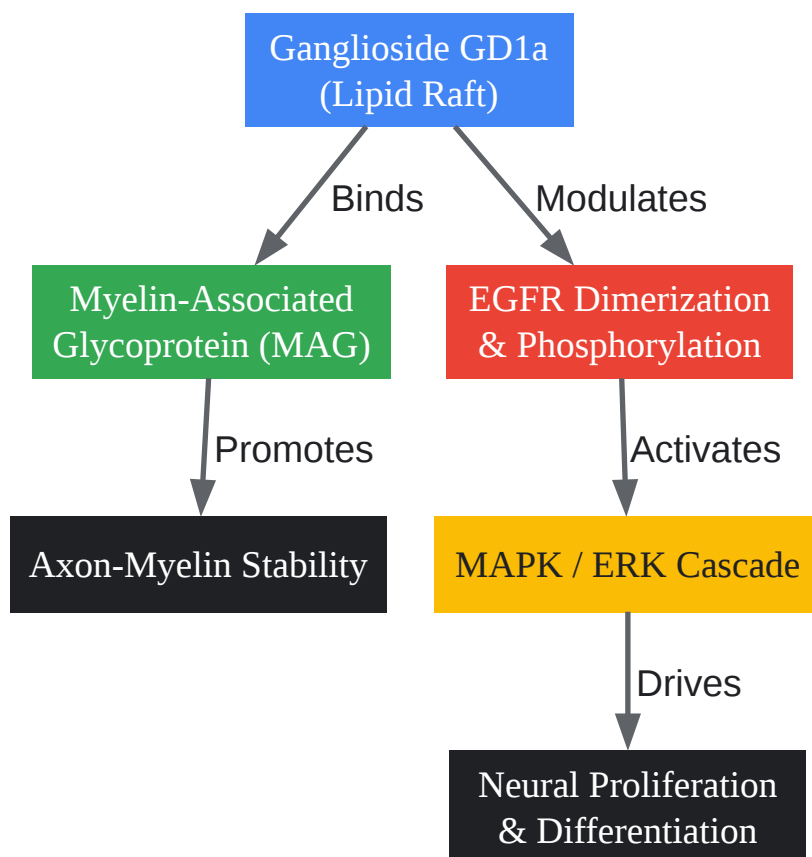 Ganglioside GD1a
(Lipid Raft)
Binds
Modulates
Myelin-Associated
Glycoprotein (MAG)
EGFR Dimerization
& Phosphorylation
Promotes
Activates
Axon-Myelin Stability
MAPK / ERK Cascade
Drives
Neural Proliferation
& Differentiation